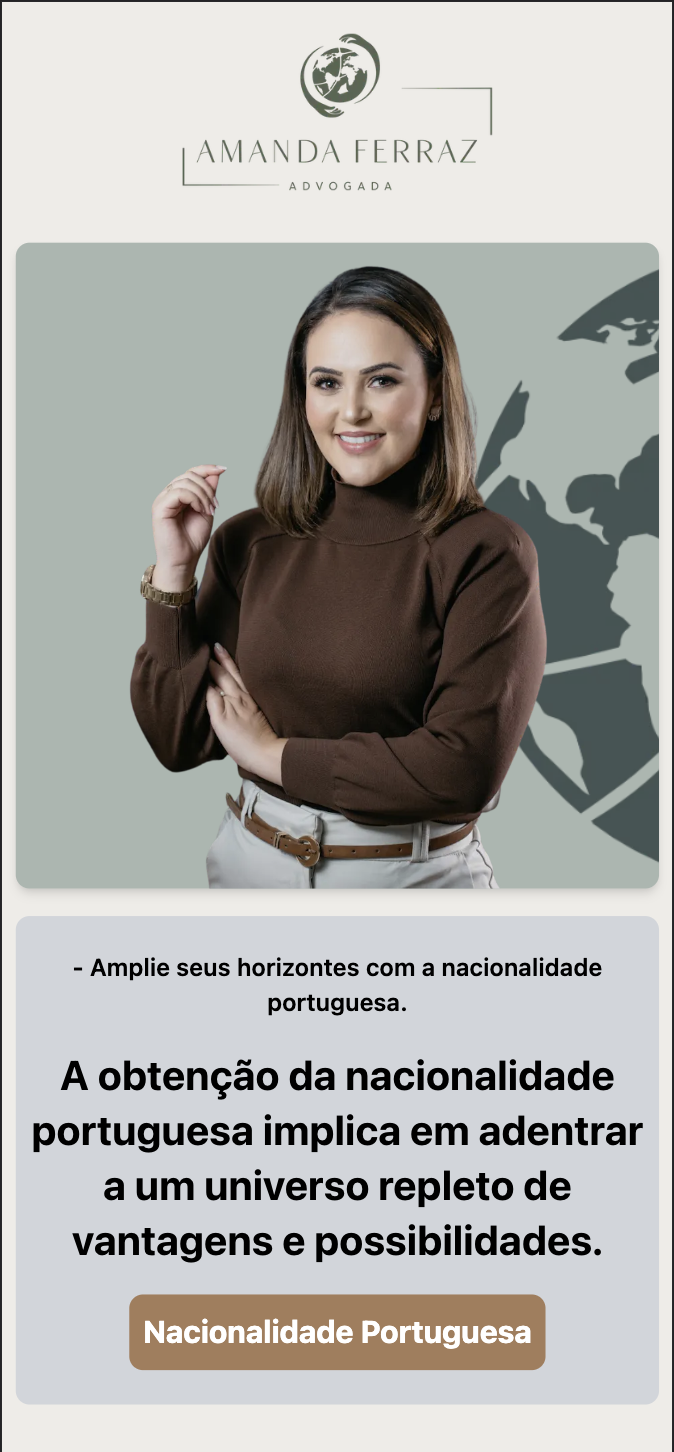 AMANDA FERRAZ
ADVOGADA
- Amplie seus horizontes com a nacionalidade
portuguesa.
A obtenção da nacionalidade
portuguesa implica em adentrar
a um universo repleto de
vantagens e possibilidades.
Nacionalidade Portuguesa